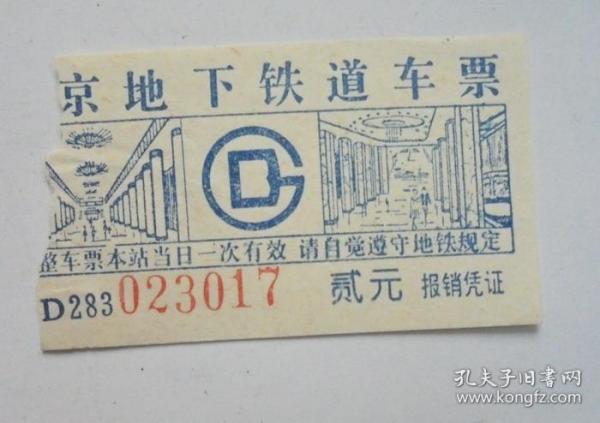 京地下铁道车票
整车票本站当日一次有效 请自觉遵守地铁规定
D283 023017 贰元 报销凭证
孔夫子旧书网
www.kongfz.com